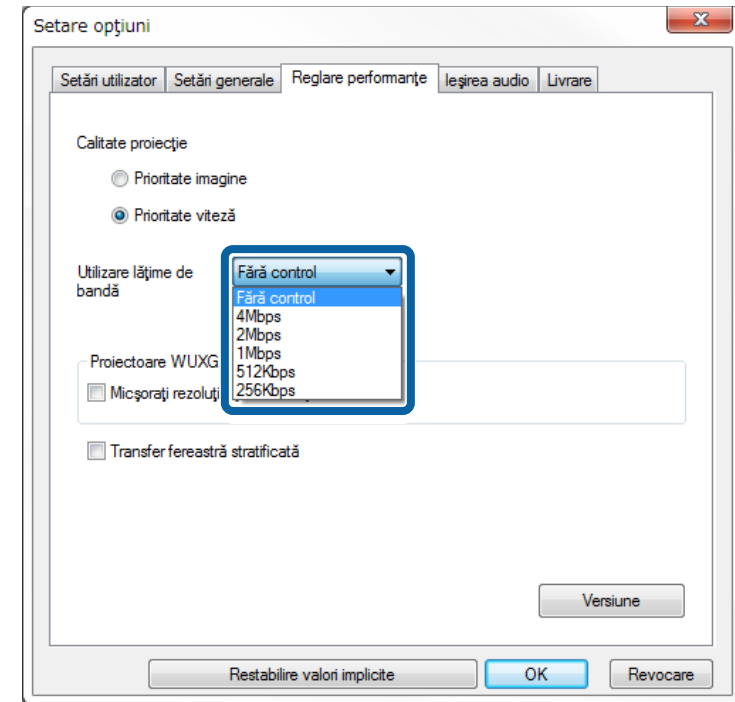 Setare opţiuni
Setări utilizator
Setări generale
Reglare performanţe
Ieşirea audio
Livrare
Calitate proiecţie
Prioritate imagine
Prioritate viteză
Utilizare lăţime de
bandă
Fără control
Fără control
4Mbps
2Mbps
1Mbps
512Kbps
256Kbps
Proiectoare WUXG
Micşoraţi rezoluţi
Transfer fereastră stratificată
Versiune
Restabilire valori implicite
OK
Revocare